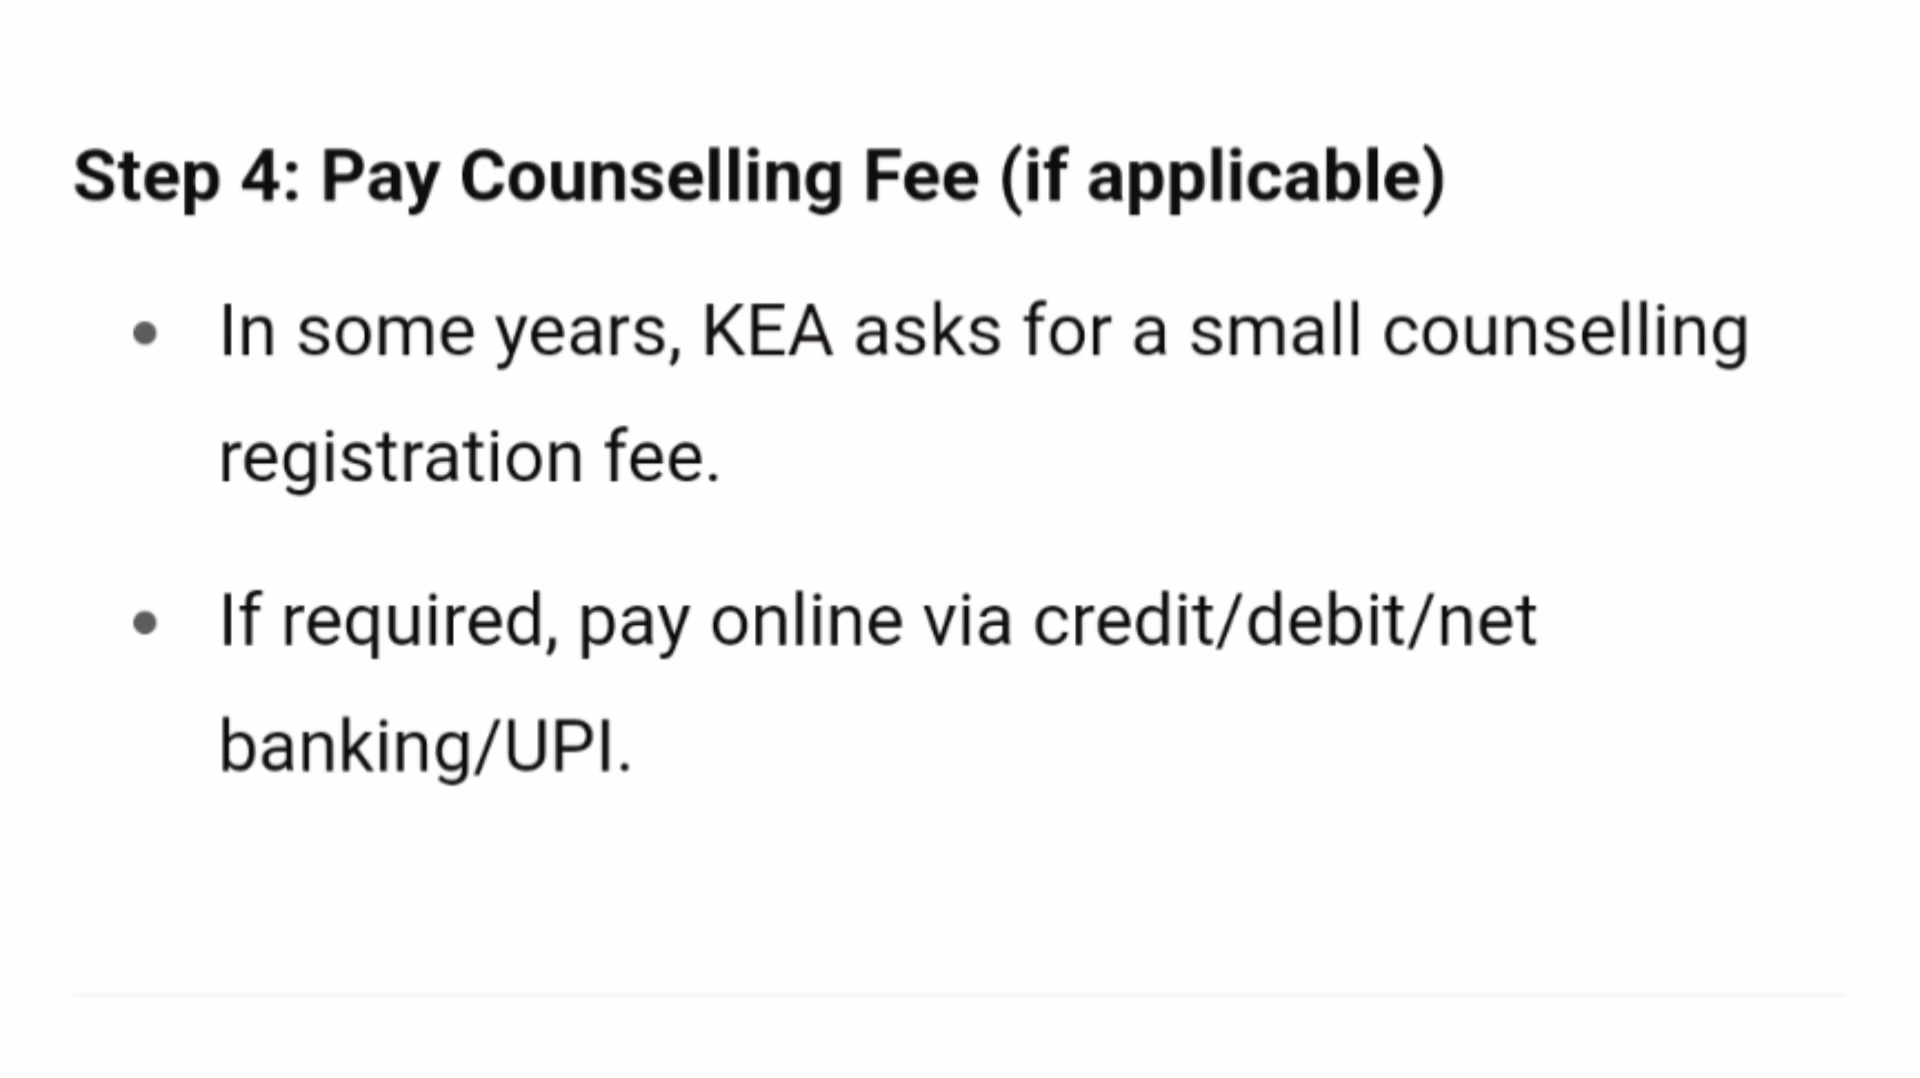 Step 4: Pay Counselling Fee (if applicable)
• In some years, KEA asks for a small counselling
registration fee.
• If required, pay online via credit/debit/net
banking/UPI.